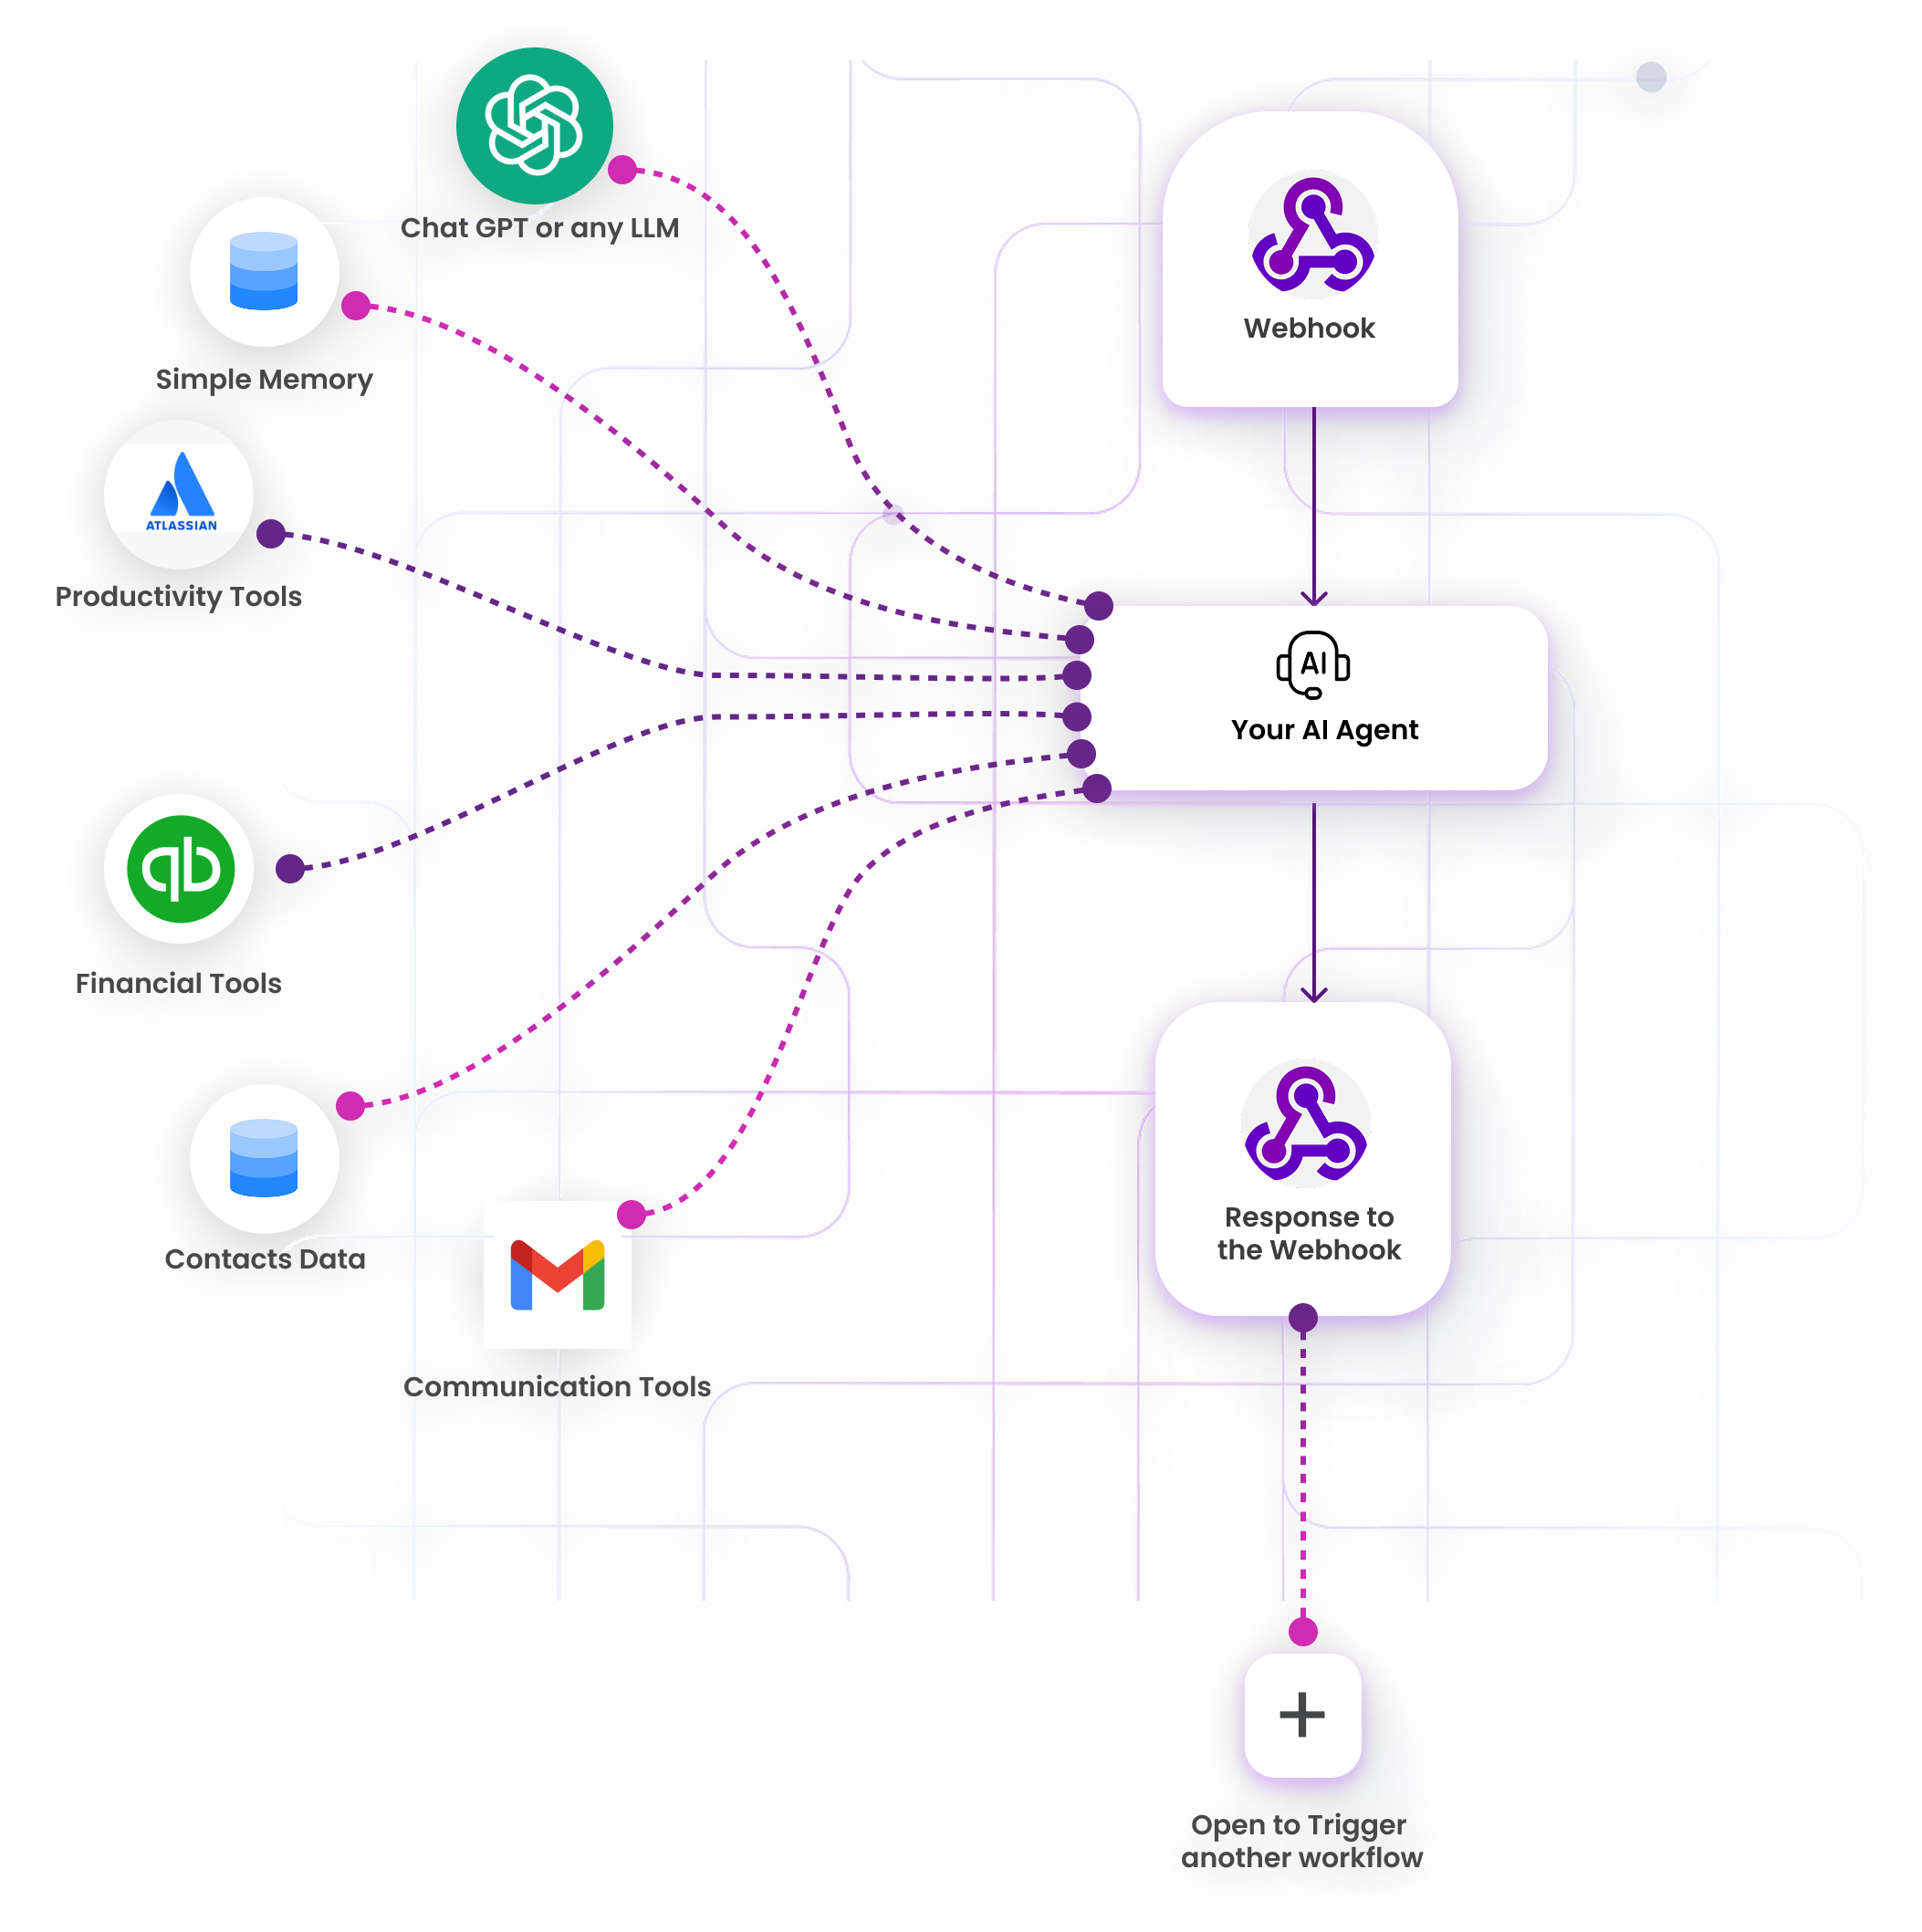 Chat GPT or any LLM
Simple Memory
ATLASSIAN
Productivity Tools
qb
Financial Tools
Contacts Data
Communication Tools
Webhook
AI
Your AI Agent
Response to
the Webhook
Open to Trigger
another workflow